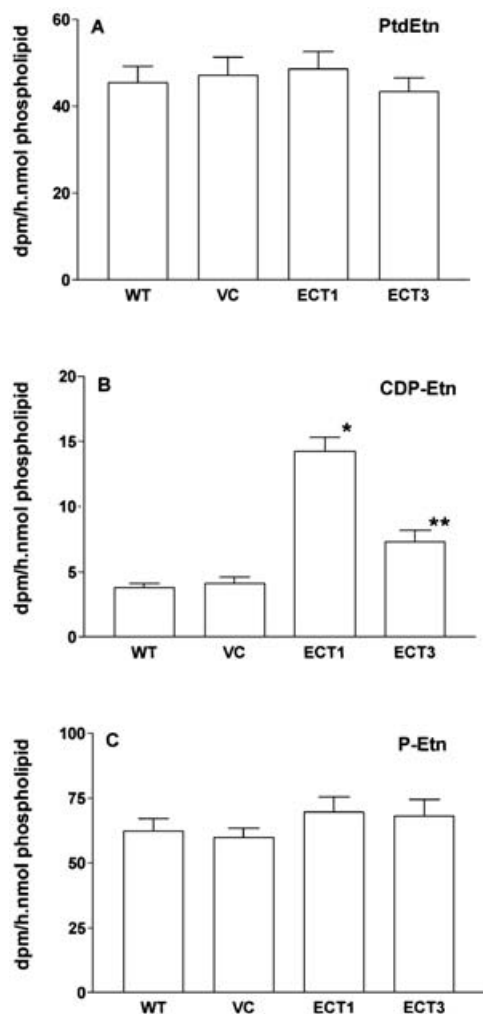 A
PtdEtn
dpm/h.nmol phospholipid
60
40
20
0
WT VC ECT1 ECT3
B
CDP-Etn
dpm/h.nmol phospholipid
20
*
15
10
**
5
0
WT VC ECT1 ECT3
C
P-Etn
dpm/h.nmol phospholipid
100
75
50
25
0
WT VC ECT1 ECT3